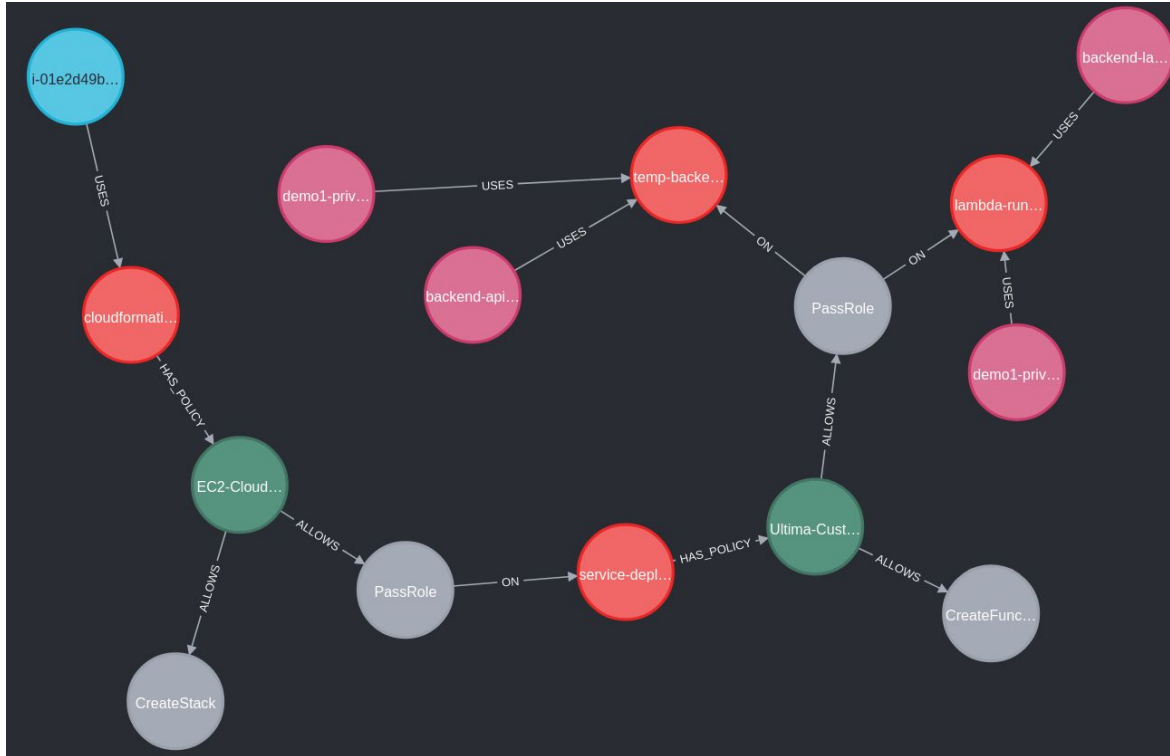 i-01e2d49b…
backend-la…
USES
USES
temp-backe…
demo1-priv…
USES
lambda-run…
USES
ON
ON
backend-api…
PassRole
USES
cloudformati…
demo1-priv…
HAS_POLICY
ALLOWS
EC2-Cloud…
ALLOWS
Ultima-Cust…
HAS_POLICY
ALLOWS
service-depl…
ON
PassRole
ALLOWS
CreateFunc…
CreateStack